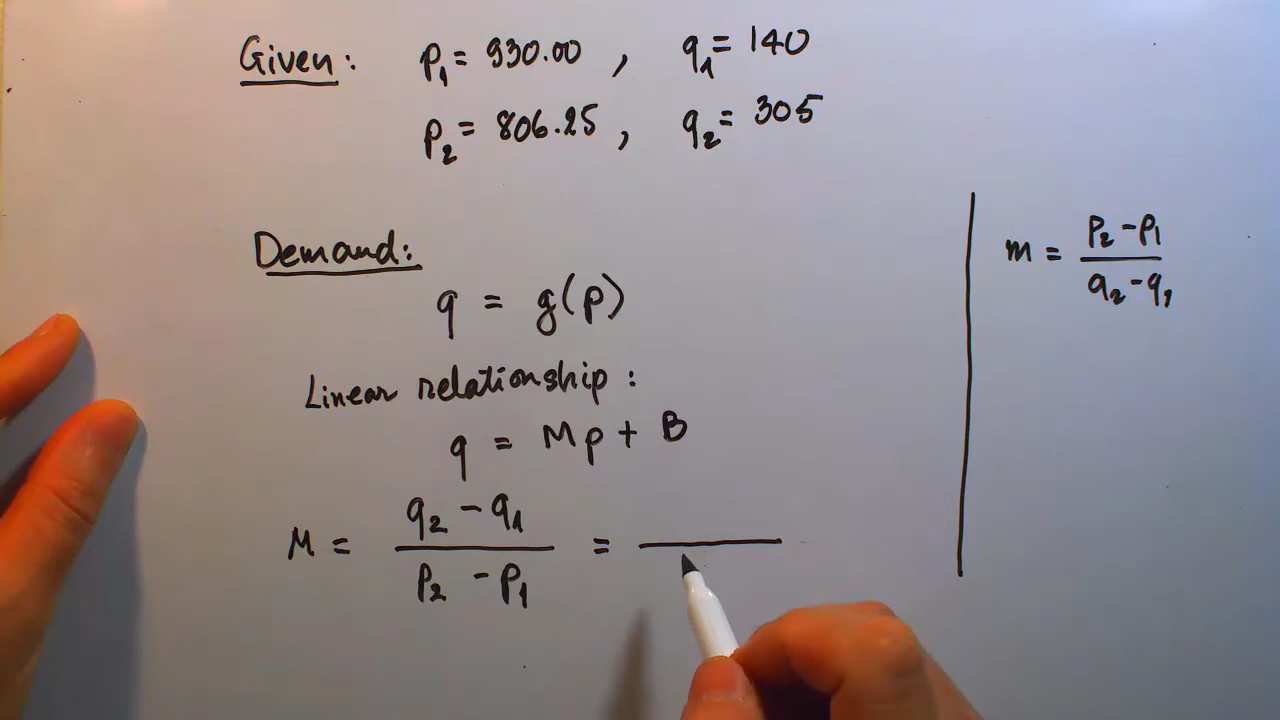 Given: p₁ = 930.00 , q₁ = 140
p₂ = 806.25 , q₂ = 305
Demand:
q = g(p)
Linear relationship:
q = Mp + B
M = (q₂ - q₁)/(p₂ - p₁) =
m = (p₂ - p₁)/(q₂ - q₁)